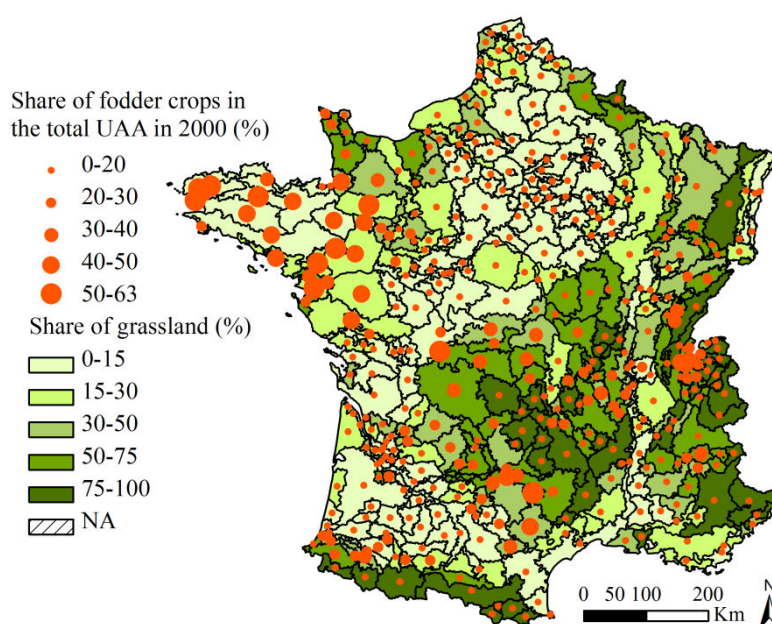 Share of fodder crops in
the total UAA in 2000 (%)
0-20
20-30
30-40
40-50
50-63
Share of grassland (%)
0-15
15-30
30-50
50-75
75-100
NA
N
0 50 100 200
Km